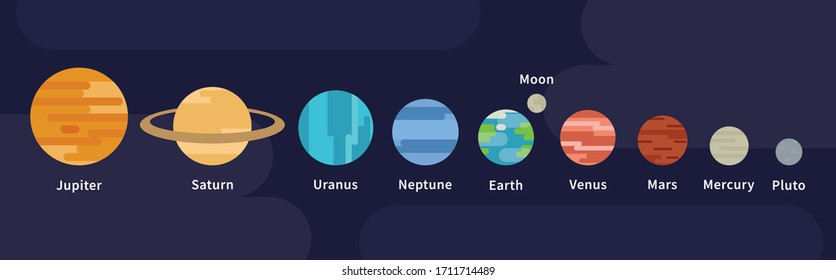 Moon
Jupiter Saturn Uranus Neptune Earth Venus Mars Mercury Pluto
shutterstock.com · 1711714489